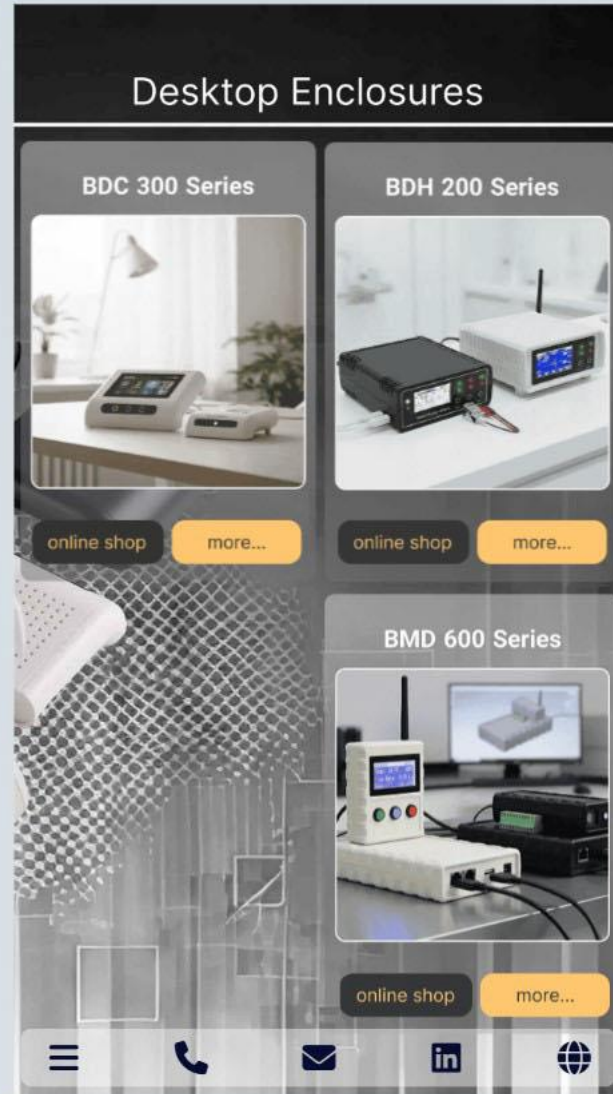 Desktop Enclosures
BDC 300 Series
BDH 200 Series
online shop
more...
online shop
more...
BMD 600 Series
online shop
more...
in